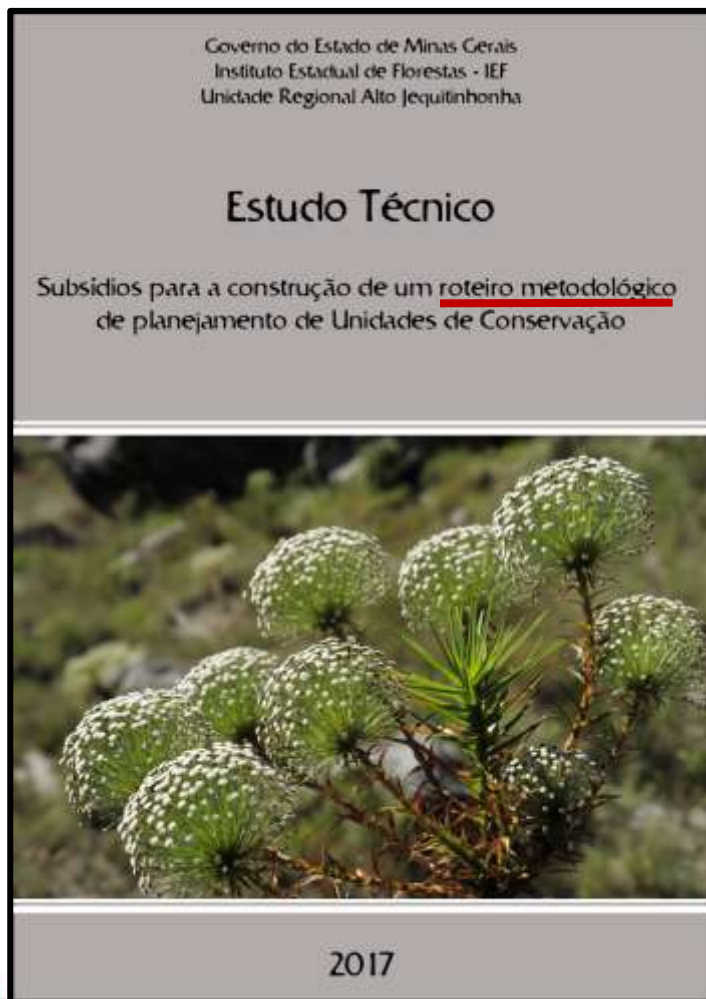 Governo do Estado de Minas Gerais
Instituto Estadual de Florestas - IEF
Unidade Regional Alto Jequitinhonha
Estudo Técnico
Subsídios para a construção de um roteiro metodológico
de planejamento de Unidades de Conservação
2017